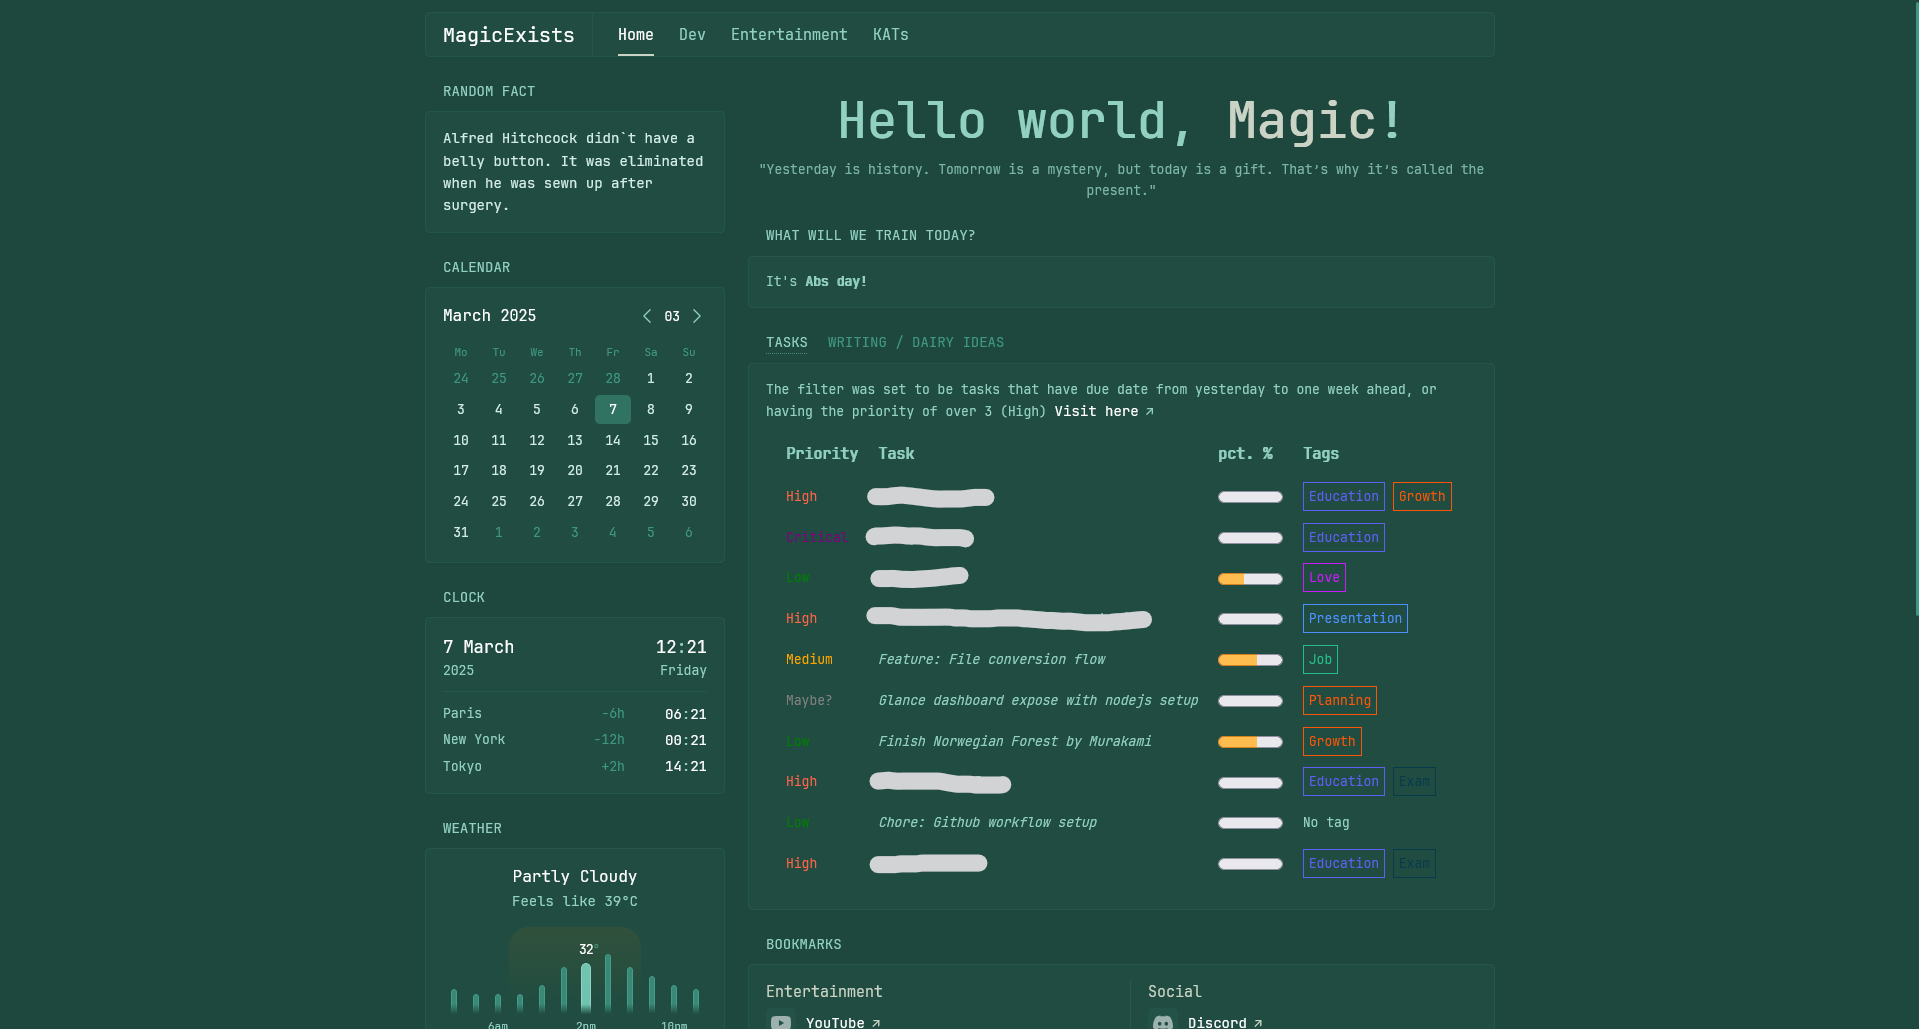 MagicExists
Home Dev Entertainment KATs
RANDOM FACT
Alfred Hitchcock didn`t have a
belly button. It was eliminated
when he was sewn up after
surgery.
CALENDAR
March 2025 03
Mo Tu We Th Fr Sa Su
24 25 26 27 28 1 2
3 4 5 6 7 8 9
10 11 12 13 14 15 16
17 18 19 20 21 22 23
24 25 26 27 28 29 30
31 1 2 3 4 5 6
CLOCK
7 March 12:21
2025 Friday
Paris -6h 06:21
New York -12h 00:21
Tokyo +2h 14:21
WEATHER
Partly Cloudy
Feels like 39°C
32°
6am 2pm 10pm
Hello world, Magic!
"Yesterday is history. Tomorrow is a mystery, but today is a gift. That’s why it’s called the
present."
WHAT WILL WE TRAIN TODAY?
It's Abs day!
TASKS WRITING / DAIRY IDEAS
The filter was set to be tasks that have due date from yesterday to one week ahead, or
having the priority of over 3 (High) Visit here ↗
Priority Task pct. % Tags
High Education Growth
Critical Education
Low Love
High Presentation
Medium Feature: File conversion flow Job
Maybe? Glance dashboard expose with nodejs setup Planning
Low Finish Norwegian Forest by Murakami Growth
High Education Exam
Low Chore: Github workflow setup No tag
High Education Exam
BOOKMARKS
Entertainment Social
YouTube ↗ Discord ↗